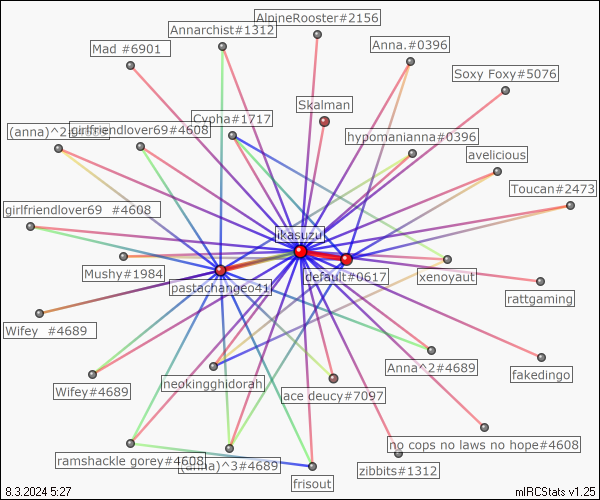 AlpineRooster#2156
Annarchist#1312
Mad #6901
Anna.#0396
Soxy Foxy#5076
Skalman
Cypha#1717
(anna)^2
girlfriendlover69#4608
hypomanianna#0396
avelicious
Toucan#2473
girlfriendlover69 #4608
ikasuzu
Mushy#1984
pastachangeo41
default#0617
xenoyaut
rattgaming
Wifey #4689
Anna^2#4689
fakedingo
Wifey#4689
neokingghidorah
ace deucy#7097
no cops no laws no hope#4608
ramshackle gorey#4608
(anna)^3#4689
zibbits#1312
frisout
8.3.2024 5:27
mIRCStats v1.25